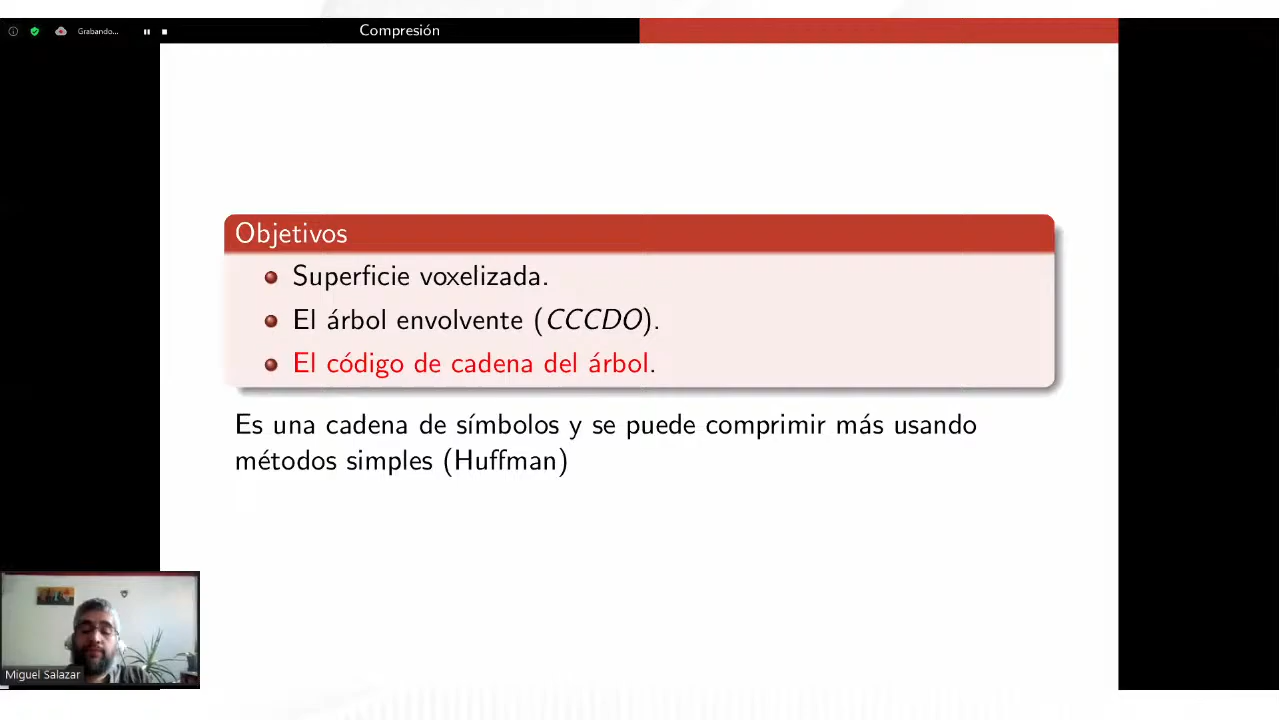 Grabando...
Compresión
Objetivos
Superficie voxelizada.
El árbol envolvente (CCCDO).
El código de cadena del árbol.
Es una cadena de símbolos y se puede comprimir más usando
métodos simples (Huffman)
Miguel Salazar